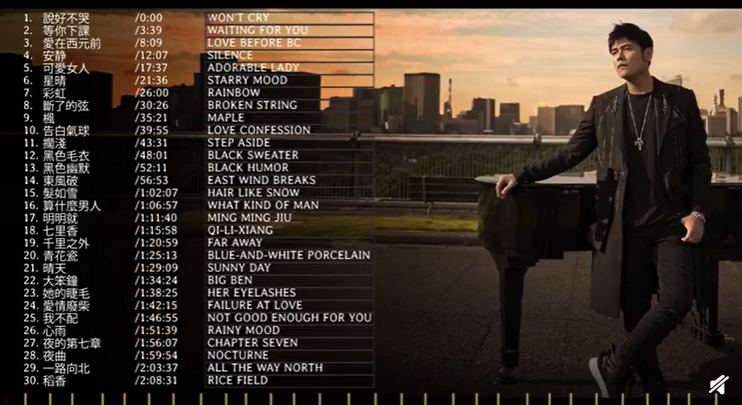 1. 說好不哭 /0:00 WON'T CRY
2. 等你下課 /3:39 WAITING FOR YOU
3. 愛在西元前 /8:09 LOVE BEFORE BC
4. 安静 /12:07 SILENCE
5. 可愛女人 /17:37 ADORABLE LADY
6. 星晴 /21:36 STARRY MOOD
7. 彩虹 /26:00 RAINBOW
8. 斷了的弦 /30:26 BROKEN STRING
9. 楓 /35:21 MAPLE
10. 告白氣球 /39:55 LOVE CONFESSION
11. 擱淺 /43:31 STEP ASIDE
12. 黑色毛衣 /48:01 BLACK SWEATER
13. 黑色幽默 /52:11 BLACK HUMOR
14. 東風破 /56:53 EAST WIND BREAKS
15. 髮如雪 /1:02:07 HAIR LIKE SNOW
16. 算什麼男人 /1:06:57 WHAT KIND OF MAN
17. 明明就 /1:11:40 MING MING JIU
18. 七里香 /1:15:58 QI-LI-XIANG
19. 千里之外 /1:20:59 FAR AWAY
20. 青花瓷 /1:25:13 BLUE-AND-WHITE PORCELAIN
21. 晴天 /1:29:09 SUNNY DAY
22. 大笨鐘 /1:34:24 BIG BEN
23. 她的睫毛 /1:38:25 HER EYELASHES
24. 愛情廢柴 /1:42:15 FAILURE AT LOVE
25. 我不配 /1:46:55 NOT GOOD ENOUGH FOR YOU
26. 心雨 /1:51:39 RAINY MOOD
27. 夜的第七章 /1:56:07 CHAPTER SEVEN
28. 夜曲 /1:59:54 NOCTURNE
29. 一路向北 /2:03:37 ALL THE WAY NORTH
30. 稻香 /2:08:31 RICE FIELD